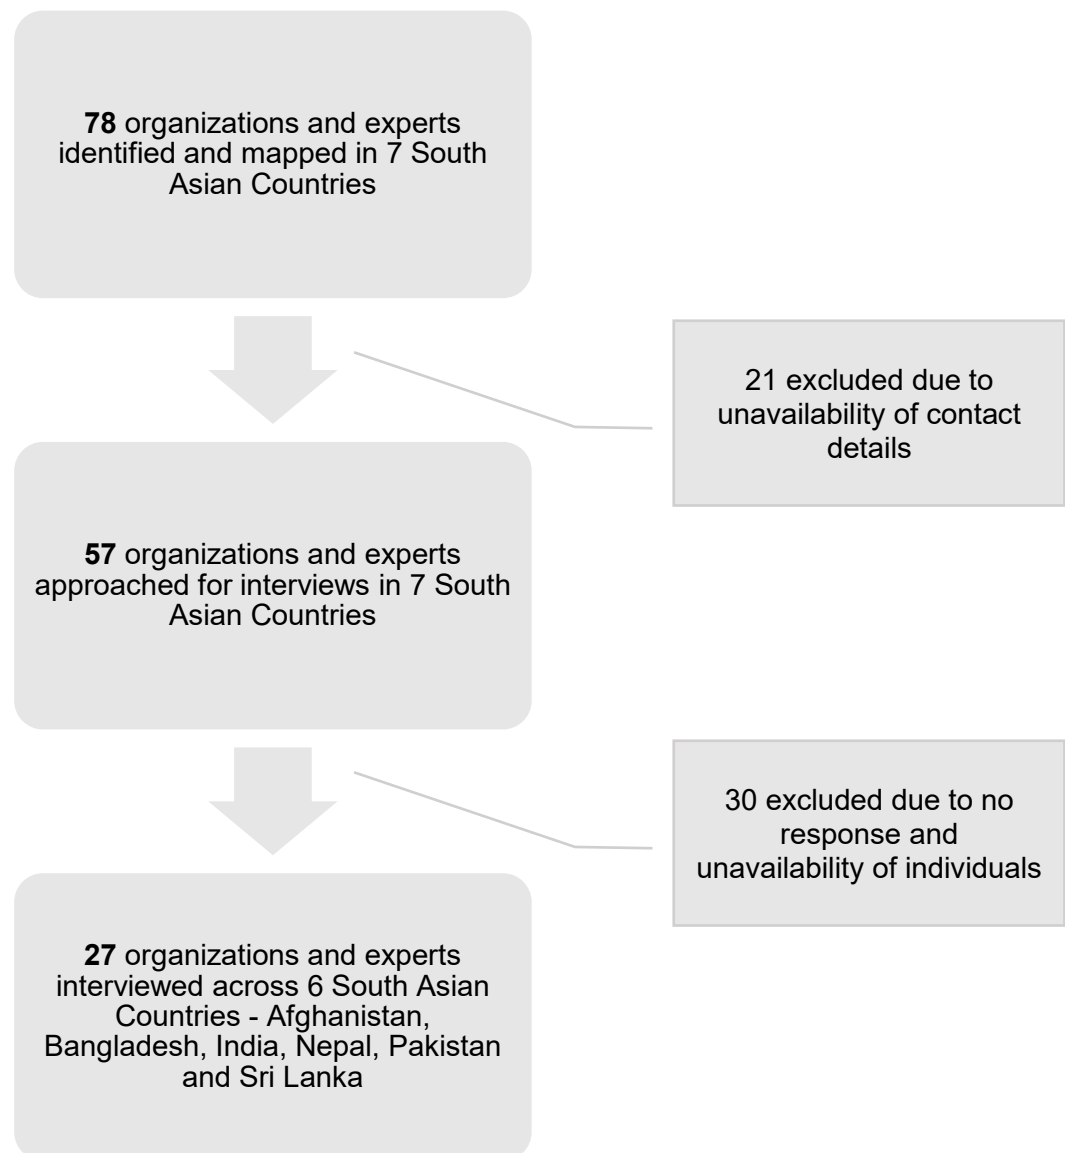 78 organizations and experts
identified and mapped in 7 South
Asian Countries
21 excluded due to
unavailability of contact
details
57 organizations and experts
approached for interviews in 7 South
Asian Countries
30 excluded due to no
response and
unavailability of individuals
27 organizations and experts
interviewed across 6 South Asian
Countries - Afghanistan,
Bangladesh, India, Nepal, Pakistan
and Sri Lanka